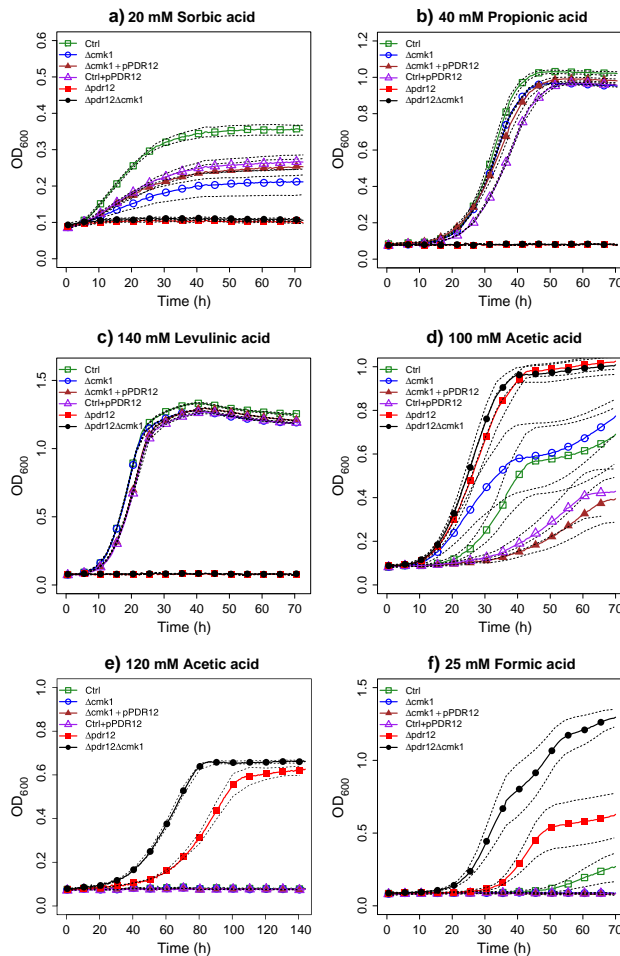 a) 20 mM Sorbic acid
Ctrl
Δcmk1
Δcmk1+pPDR12
Ctrl+pPDR12
Δpdr12
Δpdr12Δcmk1
OD600
0.0 0.1 0.2 0.3 0.4 0.5 0.6
0 10 20 30 40 50 60 70
Time (h)
b) 40 mM Propionic acid
Ctrl
Δcmk1
Δcmk1+pPDR12
Ctrl+pPDR12
Δpdr12
Δpdr12Δcmk1
OD600
0.0 0.2 0.4 0.6 0.8 1.0 1.2
0 10 20 30 40 50 60 70
Time (h)
c) 140 mM Levulinic acid
Ctrl
Δcmk1
Δcmk1+pPDR12
Ctrl+pPDR12
Δpdr12
Δpdr12Δcmk1
OD600
0.0 0.5 1.0 1.5
0 10 20 30 40 50 60 70
Time (h)
d) 100 mM Acetic acid
Ctrl
Δcmk1
Δcmk1+pPDR12
Ctrl+pPDR12
Δpdr12
Δpdr12Δcmk1
OD600
0.0 0.2 0.4 0.6 0.8 1.0
0 10 20 30 40 50 60 70
Time (h)
e) 120 mM Acetic acid
Ctrl
Δcmk1
Δcmk1+pPDR12
Ctrl+pPDR12
Δpdr12
Δpdr12Δcmk1
OD600
0.0 0.2 0.4 0.6 0.8 1.0
0 20 40 60 80 100 120 140
Time (h)
f) 25 mM Formic acid
Ctrl
Δcmk1
Δcmk1+pPDR12
Ctrl+pPDR12
Δpdr12
Δpdr12Δcmk1
OD600
0.0 0.5 1.0 1.5
0 10 20 30 40 50 60 70
Time (h)